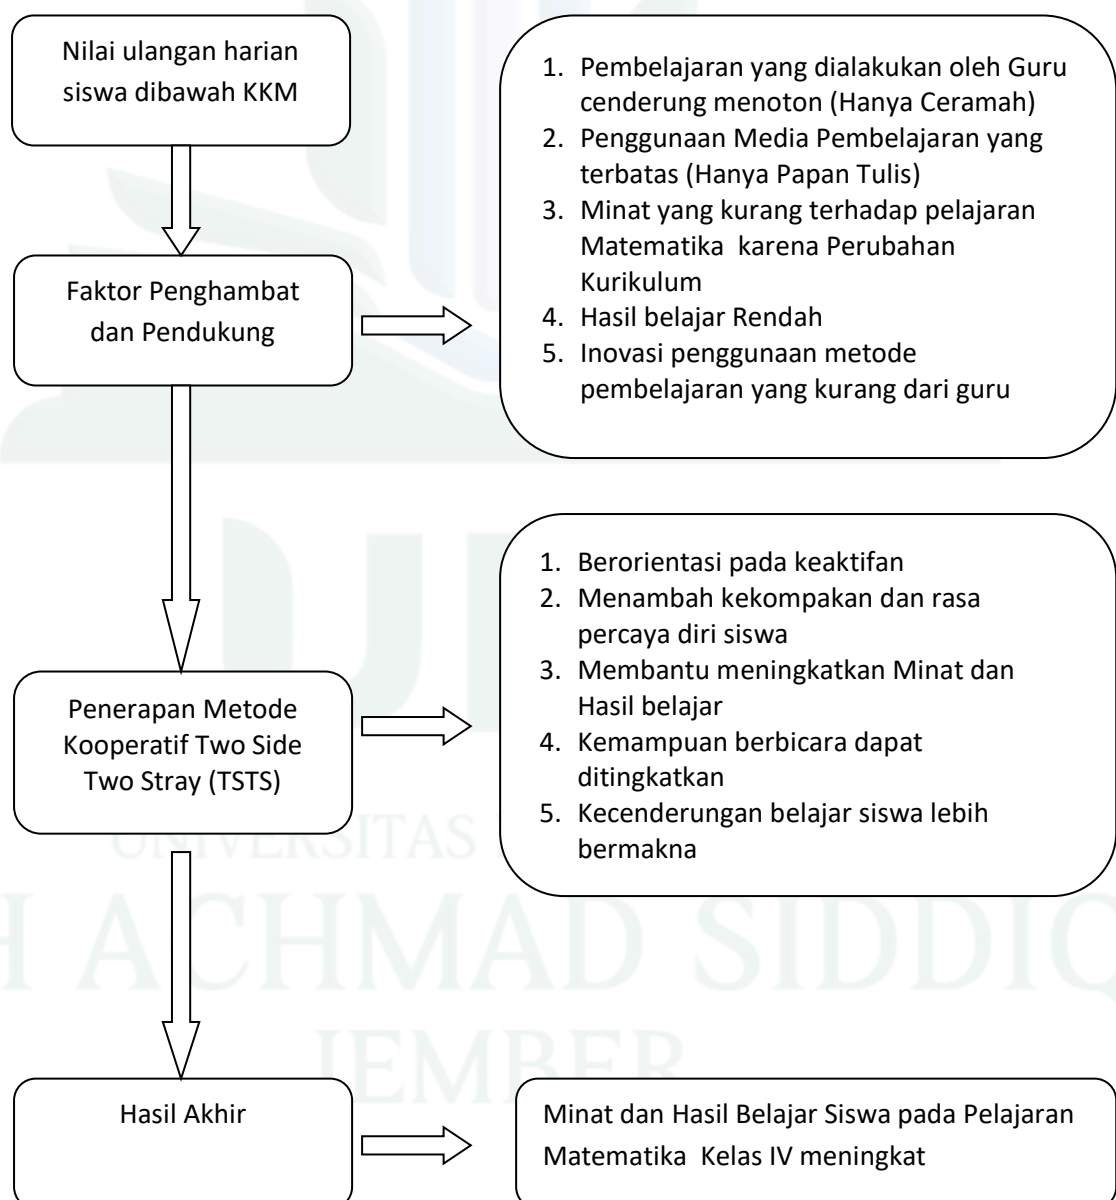 Nilai ulangan harian
siswa dibawah KKM
1. Pembelajaran yang dialakukan oleh Guru
cenderung menoton (Hanya Ceramah)
2. Penggunaan Media Pembelajaran yang
terbatas (Hanya Papan Tulis)
3. Minat yang kurang terhadap pelajaran
Matematika karena Perubahan
Kurikulum
4. Hasil belajar Rendah
5. Inovasi penggunaan metode
pembelajaran yang kurang dari guru
Faktor Penghambat
dan Pendukung
1. Berorientasi pada keaktifan
2. Menambah kekompakan dan rasa
percaya diri siswa
3. Membantu meningkatkan Minat dan
Hasil belajar
4. Kemampuan berbicara dapat
ditingkatkan
5. Kecenderungan belajar siswa lebih
bermakna
Penerapan Metode
Kooperatif Two Side
Two Stray (TSTS)
UNIVERSITAS
H ACHMAD SIDDIQ
JEMBER
Hasil Akhir
Minat dan Hasil Belajar Siswa pada Pelajaran
Matematika Kelas IV meningkat